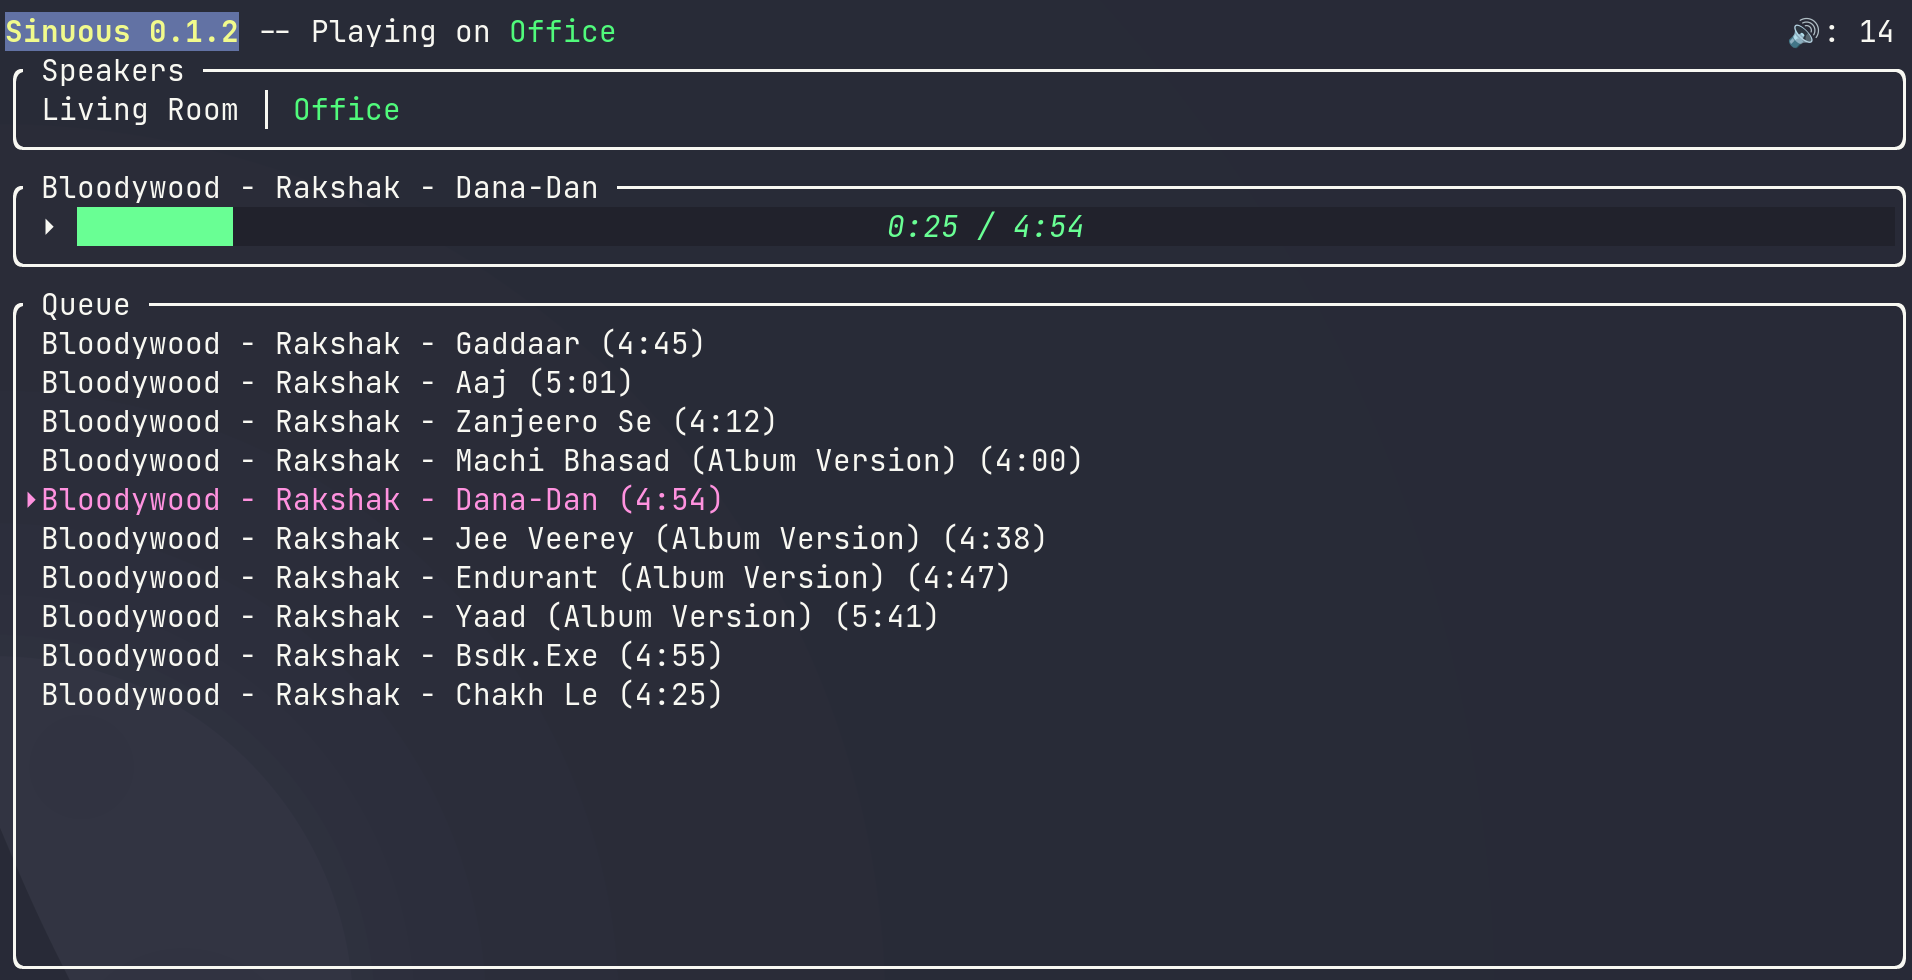 Sinuous 0.1.2 -- Playing on Office 🔊: 14
Speakers
Living Room | Office
Bloodywood - Rakshak - Dana-Dan
0:25 / 4:54
Queue
Bloodywood - Rakshak - Gaddaar (4:45)
Bloodywood - Rakshak - Aaj (5:01)
Bloodywood - Rakshak - Zanjeero Se (4:12)
Bloodywood - Rakshak - Machi Bhasad (Album Version) (4:00)
Bloodywood - Rakshak - Dana-Dan (4:54)
Bloodywood - Rakshak - Jee Veerey (Album Version) (4:38)
Bloodywood - Rakshak - Endurant (Album Version) (4:47)
Bloodywood - Rakshak - Yaad (Album Version) (5:41)
Bloodywood - Rakshak - Bsdk.Exe (4:55)
Bloodywood - Rakshak - Chakh Le (4:25)